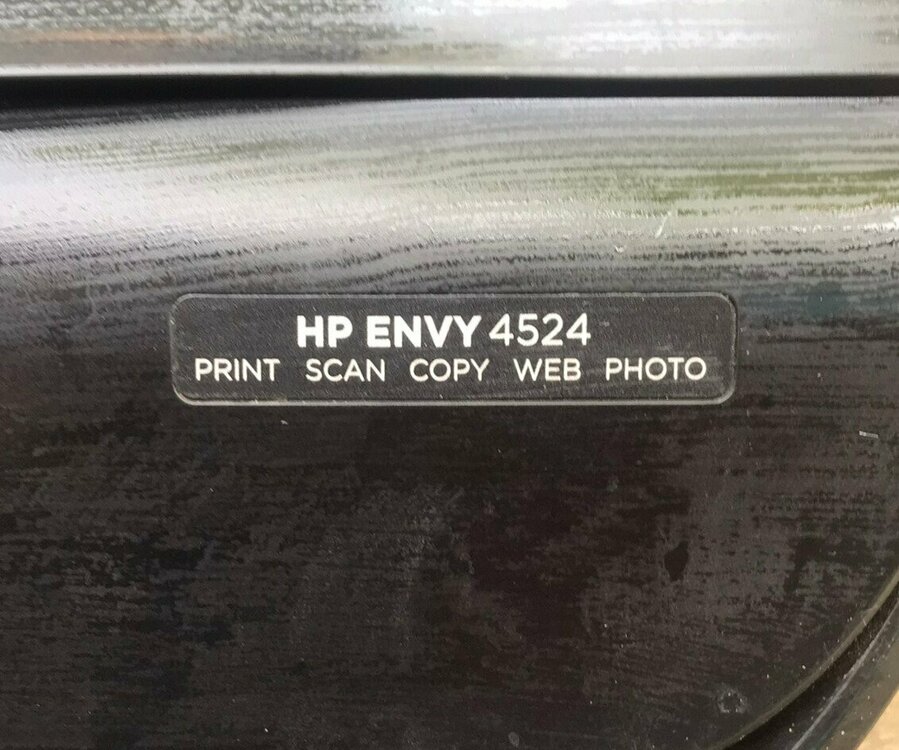 HP ENVY 4524
PRINT SCAN COPY WEB PHOTO